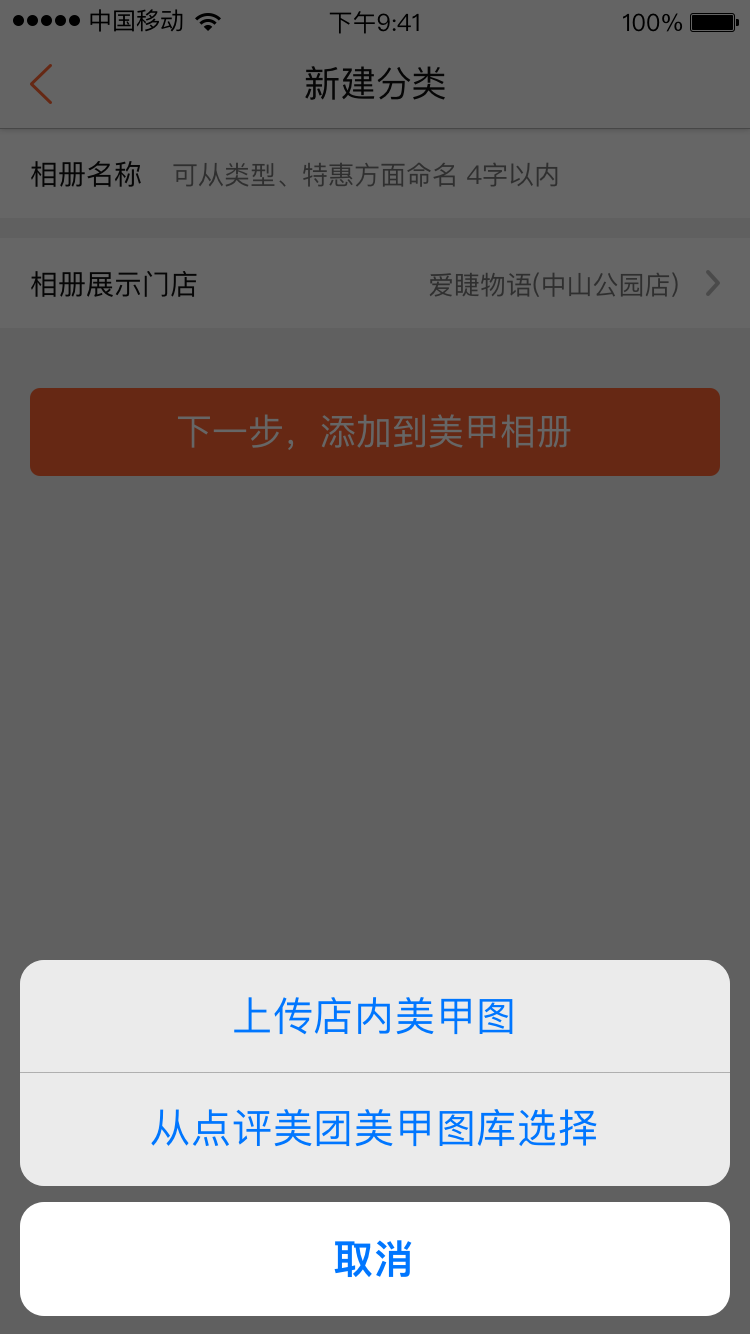 中国移动 下午9:41 100%
新建分类
相册名称 可从类型、特惠方面命名 4字以内
相册展示门店 爱睫物语(中山公园店)
下一步，添加到美甲相册
上传店内美甲图
从点评美团美甲图库选择
取消